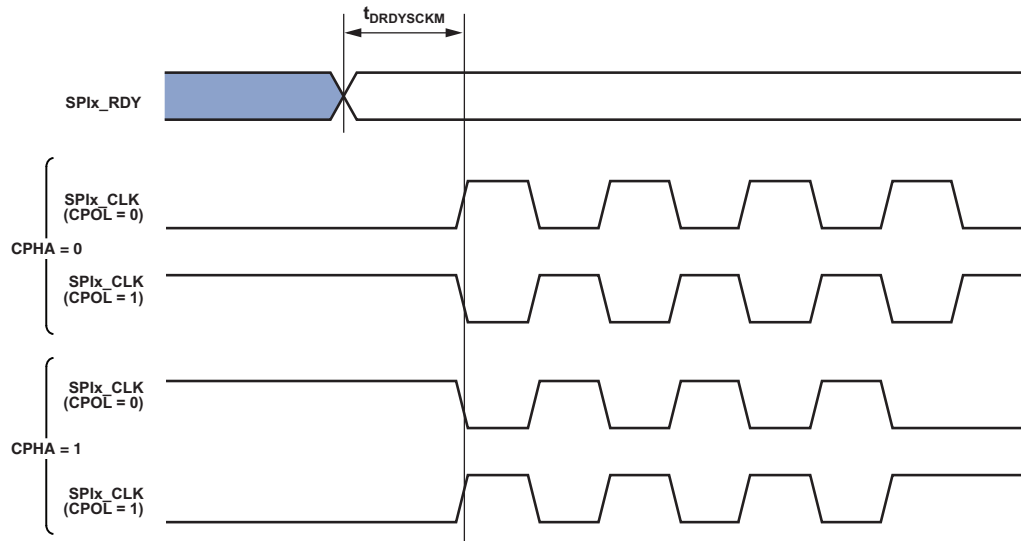 tDRDYSCKM
SPIx_RDY
SPIx_CLK
(CPOL = 0)
CPHA = 0
SPIx_CLK
(CPOL = 1)
SPIx_CLK
(CPOL = 0)
CPHA = 1
SPIx_CLK
(CPOL = 1)